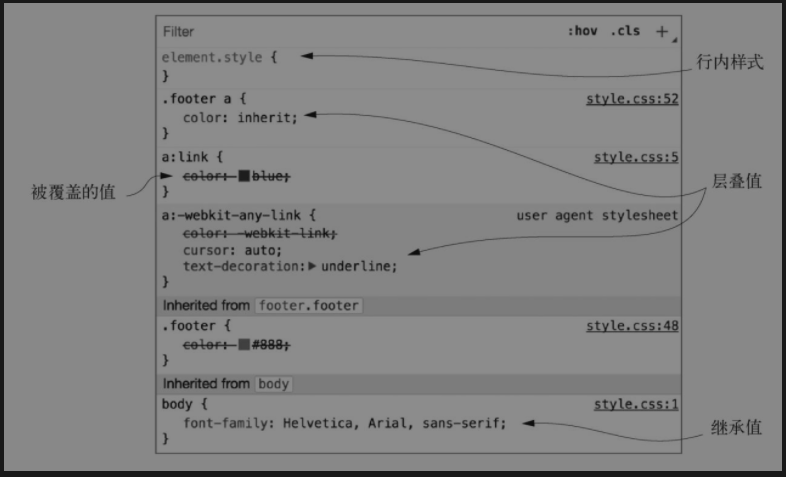 Filter :hov .cls +
element.style {
}
行内样式
.footer a { style.css:52
color: inherit;
}
a:link { style.css:5
color: blue;
}
被覆盖的值
层叠值
a:-webkit-any-link { user agent stylesheet
color: -webkit-link;
cursor: auto;
text-decoration: underline;
}
Inherited from footer.footer
.footer { style.css:48
color: #888;
}
Inherited from body
body { style.css:1
font-family: Helvetica, Arial, sans-serif;
}
继承值